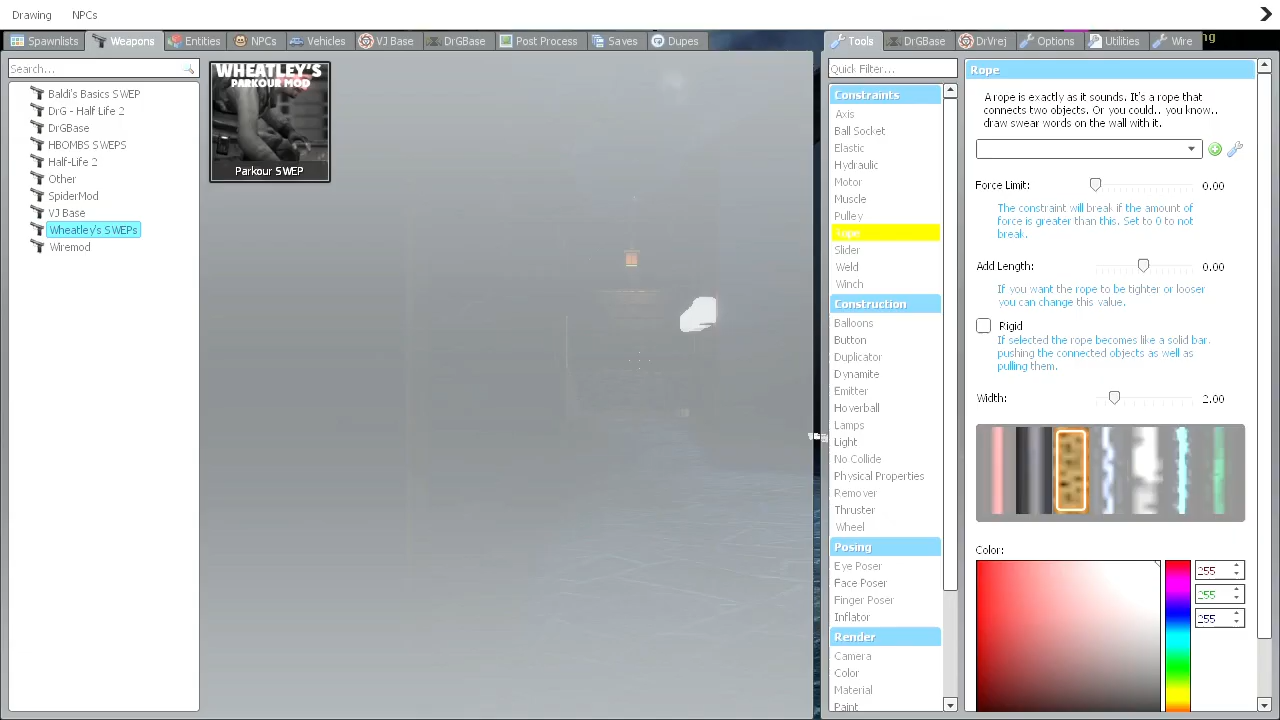 Drawing NPCs
Spawnlists Weapons Entities NPCs Vehicles VJ Base DrGBase Post Process Saves Dupes
Search...
Baldi's Basics SWEP
DrG - Half Life 2
DrGBase
HBOMBS SWEPS
Half-Life 2
Other
SpiderMod
VJ Base
Wheatley's SWEPs
Wiremod
WHEATLEY'S
PARKOUR MOD
Parkour SWEP
Tools DrGBase DrVrej Options Utilities Wire
Quick Filter...
Constraints
Axis
Ball Socket
Elastic
Hydraulic
Motor
Muscle
Pulley
Rope
Slider
Weld
Winch
Construction
Balloons
Button
Duplicator
Dynamite
Emitter
Hoverball
Lamps
Light
No Collide
Physical Properties
Remover
Thruster
Wheel
Posing
Eye Poser
Face Poser
Finger Poser
Inflator
Render
Camera
Color
Material
Paint
Rope
A rope is exactly as it sounds. It's a rope that
connects two objects. Or you could.. you know..
draw swear words on the wall with it.
Force Limit: 0.00
The constraint will break if the amount of
force is greater than this. Set to 0 to not
break.
Add Length: 0.00
If you want the rope to be tighter or looser
you can change this value.
Rigid
If selected the rope becomes like a solid bar,
pushing the connected objects as well as
pulling them.
Width: 2.00
Color:
255
255
255